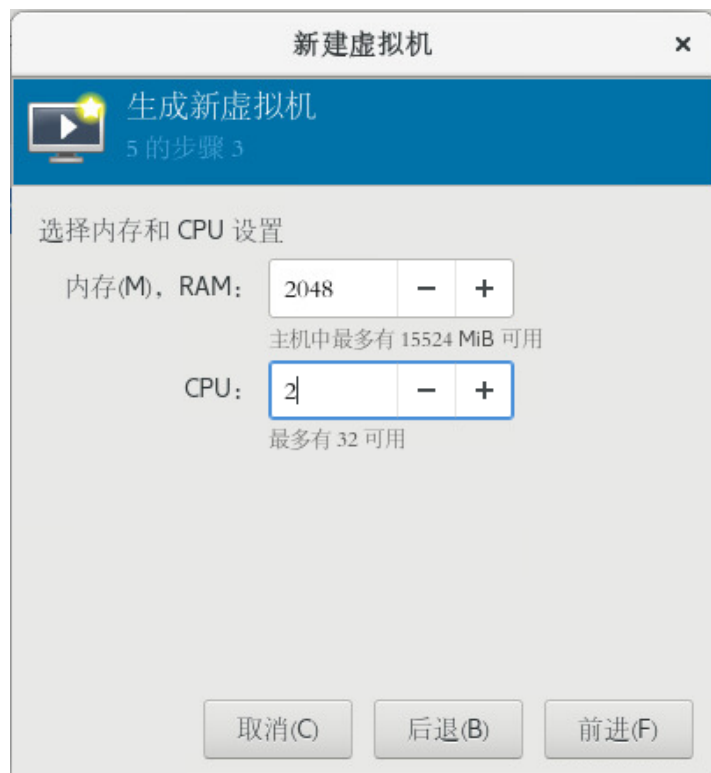 新建虚拟机
生成新虚拟机
5 的步骤 3
选择内存和 CPU 设置
内存(M)，RAM： 2048
主机中最多有 15524 MiB 可用
CPU： 2
最多有 32 可用
取消(C) 后退(B) 前进(F)